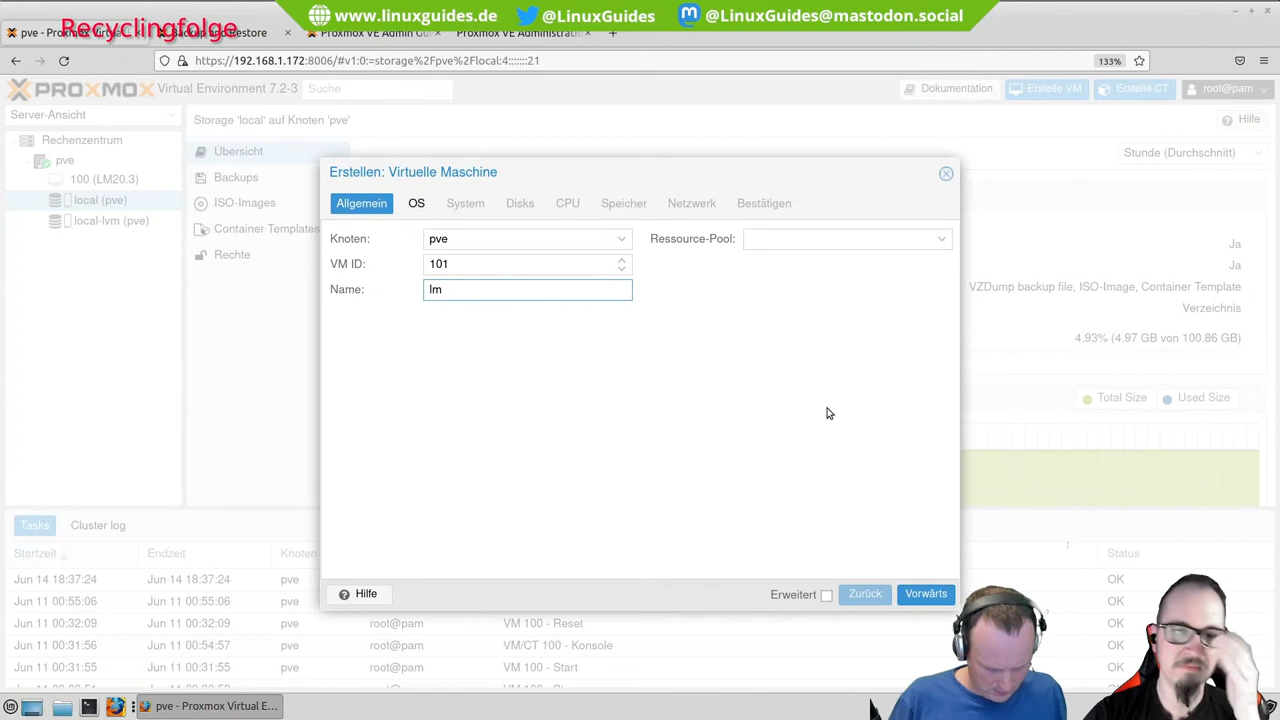 www.linuxguides.de @LinuxGuides @LinuxGuides@mastodon.social
Recyclingfolge
pve - Proxmox Virtual Backup and Restore Proxmox VE Admin Gui Proxmox VE Administrati
https://192.168.1.172:8006/#v1:0:=storage%2Fpve%2Flocal:4:::::::21 133%
PROXMOX Virtual Environment 7.2-3 Suche Dokumentation Erstelle VM Erstelle CT root@pam
Server-Ansicht Storage 'local' auf Knoten 'pve' Hilfe
Rechenzentrum Übersicht Stunde (Durchschnitt)
pve
100 (LM20.3) Backups
local (pve) ISO-Images
local-lvm (pve) Container Templates
Rechte
Erstellen: Virtuelle Maschine
Allgemein OS System Disks CPU Speicher Netzwerk Bestätigen
Knoten: pve Ressource-Pool:
VM ID: 101
Name: lm
Ja
Ja
VZDump backup file, ISO-Image, Container Template
Verzeichnis
4.93% (4.97 GB von 100.86 GB)
Total Size Used Size
Hilfe Erweitert Zurück Vorwärts
Tasks Cluster log
Startzeit Endzeit Knoten Status
Jun 14 18:37:24 Jun 14 18:37:24 pve OK
Jun 11 00:55:06 Jun 11 00:55:06 pve OK
Jun 11 00:32:09 Jun 11 00:32:09 pve root@pam VM 100 - Reset OK
Jun 11 00:31:56 Jun 11 00:54:57 pve root@pam VM/CT 100 - Konsole OK
Jun 11 00:31:55 Jun 11 00:31:55 pve root@pam VM 100 - Start OK
pve - Proxmox Virtual E...